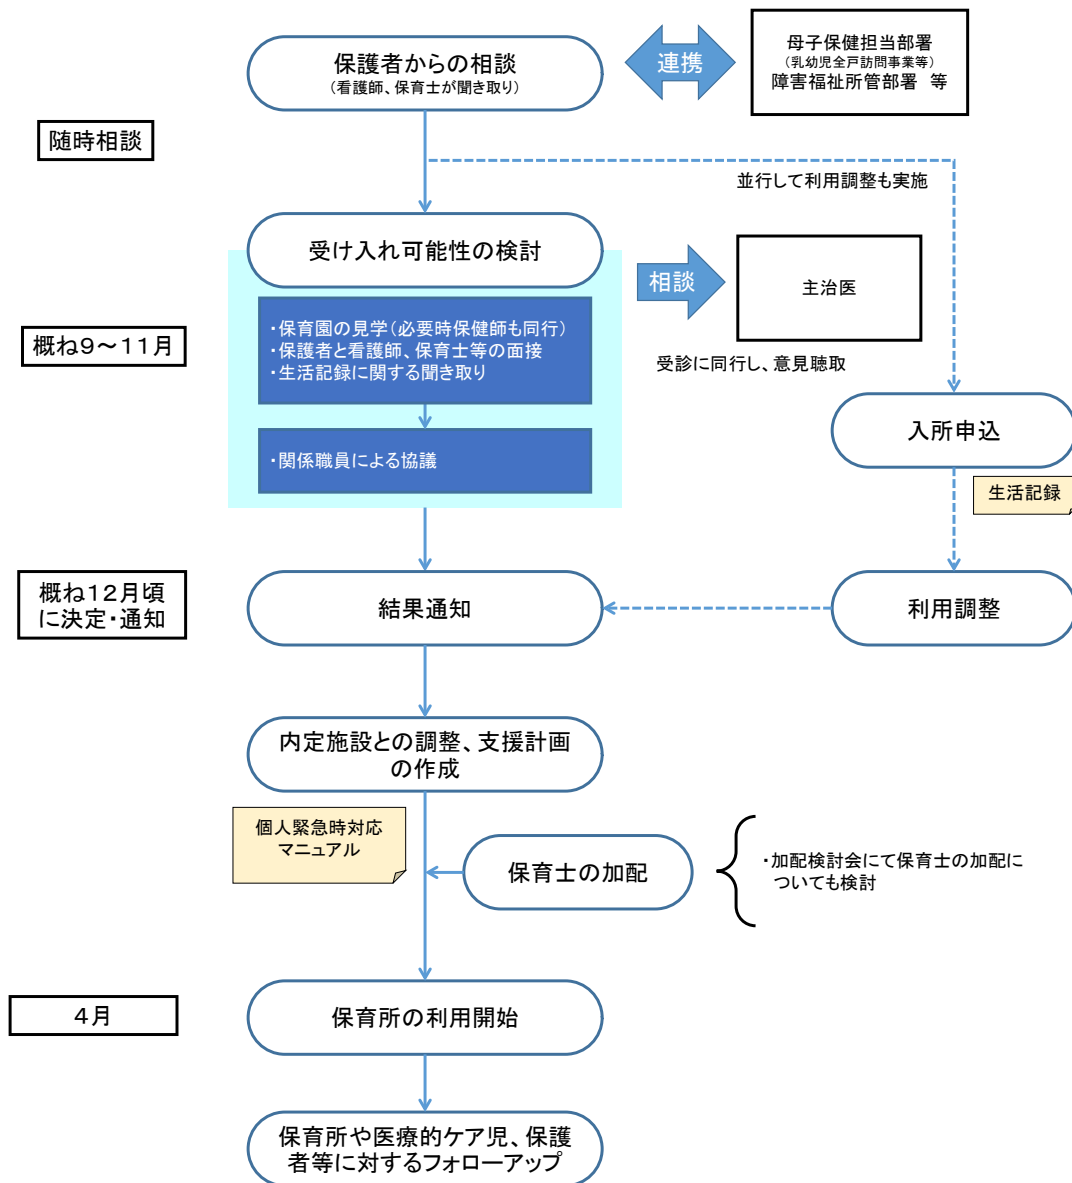 保護者からの相談
(看護師、保育士が聞き取り)
連携
母子保健担当部署
(乳幼児全戸訪問事業等)
障害福祉所管部署 等
随時相談
並行して利用調整も実施
受け入れ可能性の検討
相談
主治医
受診に同行し、意見聴取
概ね9~11月
・保育園の見学(必要時保健師も同行)
・保護者と看護師、保育士等の面接
・生活記録に関する聞き取り
・関係職員による協議
入所申込
生活記録
概ね12月頃
に決定・通知
結果通知
利用調整
内定施設との調整、支援計画
の作成
個人緊急時対応
マニュアル
保育士の加配
・加配検討会にて保育士の加配に
ついても検討
4月
保育所の利用開始
保育所や医療的ケア児、保護
者等に対するフォローアップ